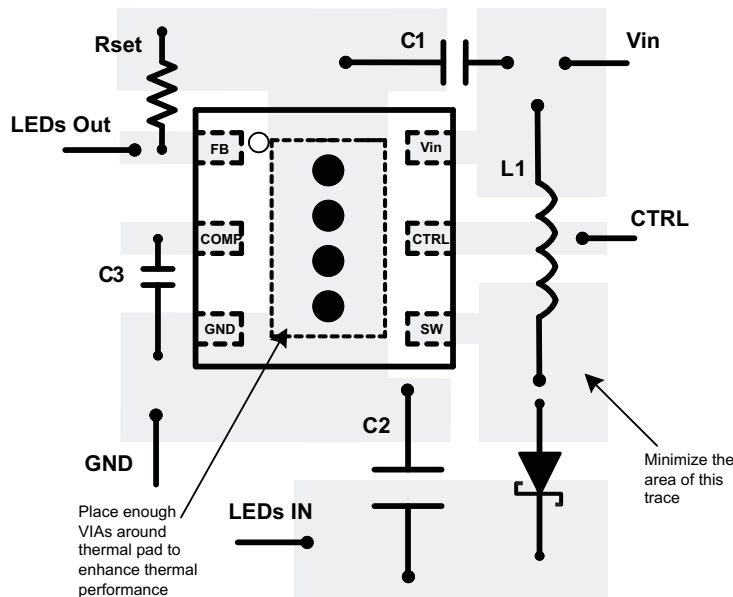 Rset
C1
Vin
LEDs Out
FB
Vin
L1
COMP
CTRL
CTRL
C3
GND
SW
C2
GND
Minimize the
area of this
trace
Place enough
VIAs around
thermal pad to
enhance thermal
performance
LEDs IN